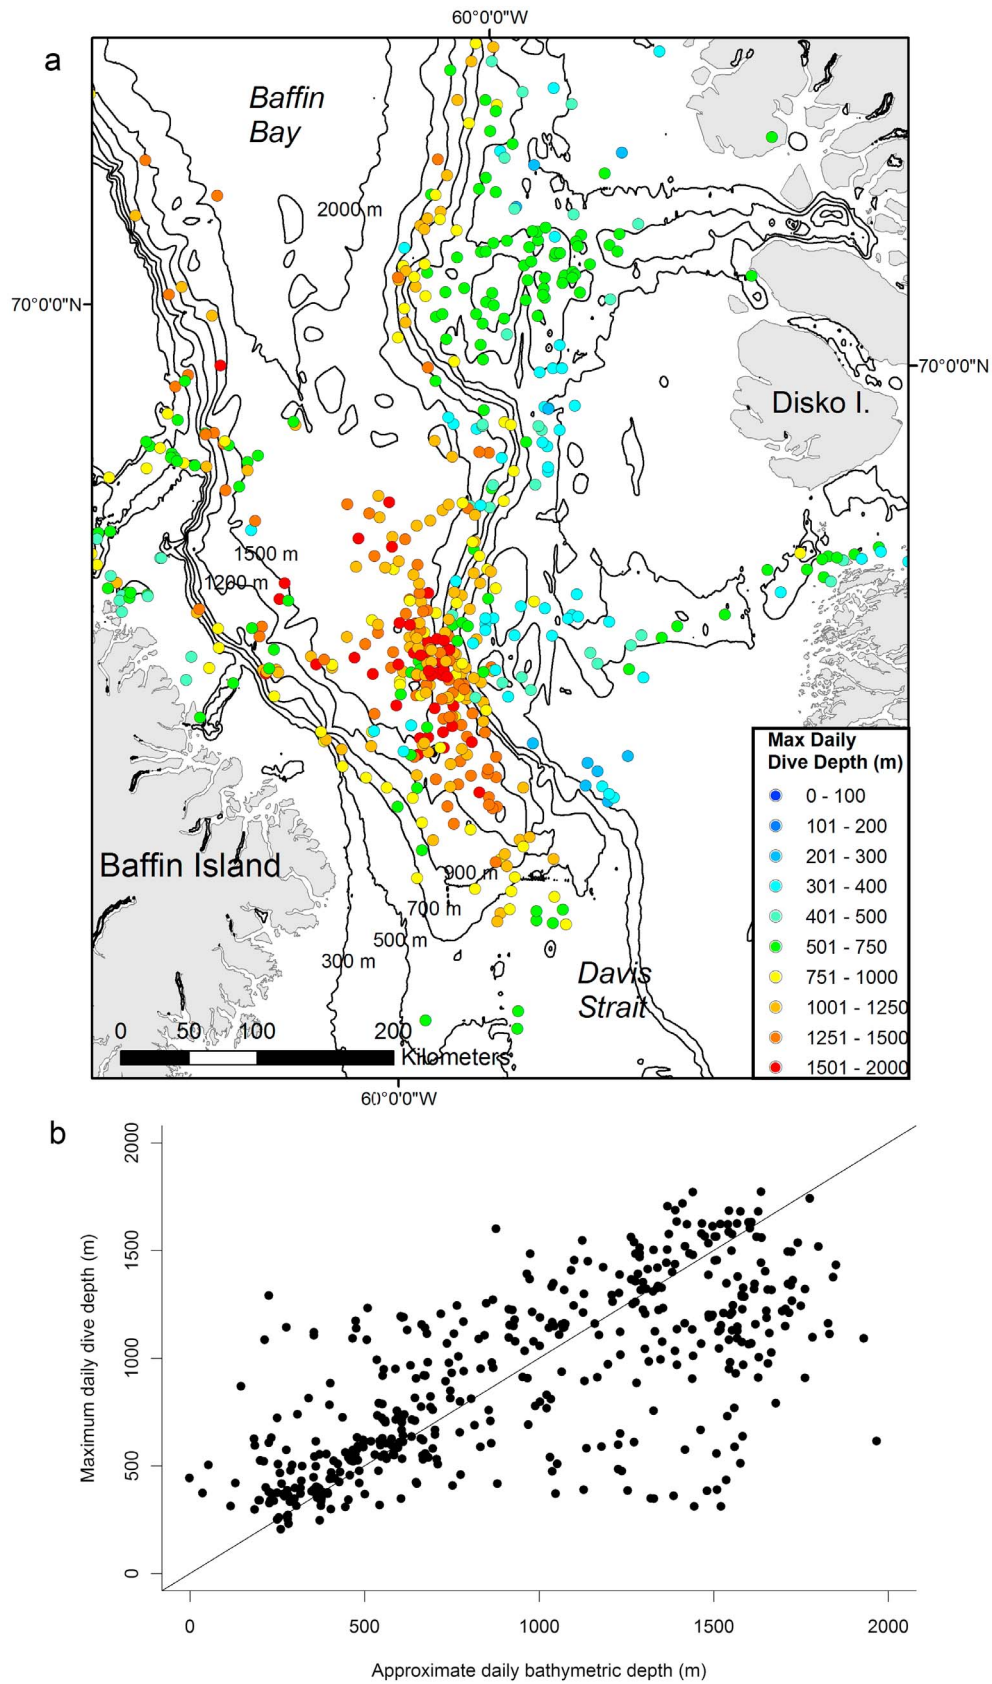 60°0'0"W
a
Baffin
Bay
2000 m
70°0'0"N
70°0'0"N
Disko I.
1500 m
1200 m
Max Daily
Dive Depth (m)
0 - 100
101 - 200
201 - 300
301 - 400
401 - 500
501 - 750
751 - 1000
1001 - 1250
1251 - 1500
1501 - 2000
Baffin Island
900 m
700 m
500 m
300 m
Davis
Strait
0 50 100 200
Kilometers
60°0'0"W
b
Maximum daily dive depth (m)
2000
1500
1000
500
0
0 500 1000 1500 2000
Approximate daily bathymetric depth (m)